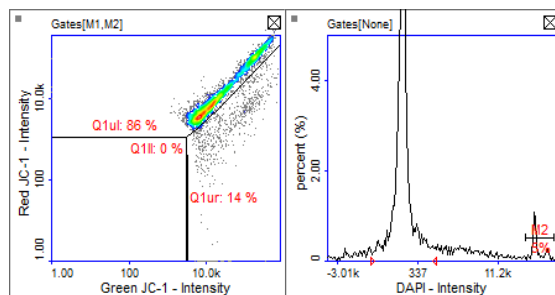 Gates[M1,M2]
Red JC-1 - Intensity
10.0k
100
1.00
Q1ul: 86 %
Q1ll: 0 %
Q1ur: 14 %
1.00
100
10.0k
Green JC-1 - Intensity
Gates[None]
percent (%)
4.00
2.00
0
M2
-3.01k
337
11.2k
DAPI - Intensity